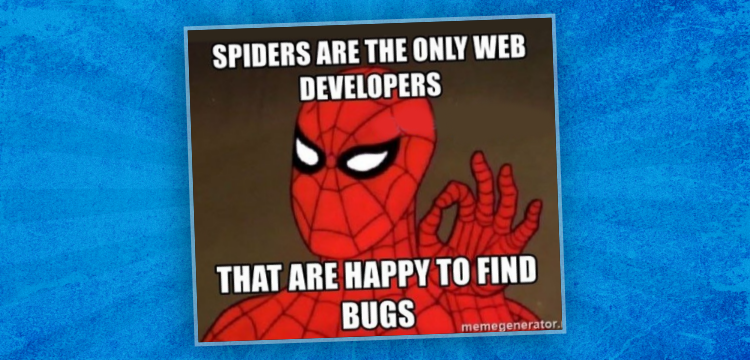 SPIDERS ARE THE ONLY WEB
DEVELOPERS
THAT ARE HAPPY TO FIND
BUGS
memegenerator.